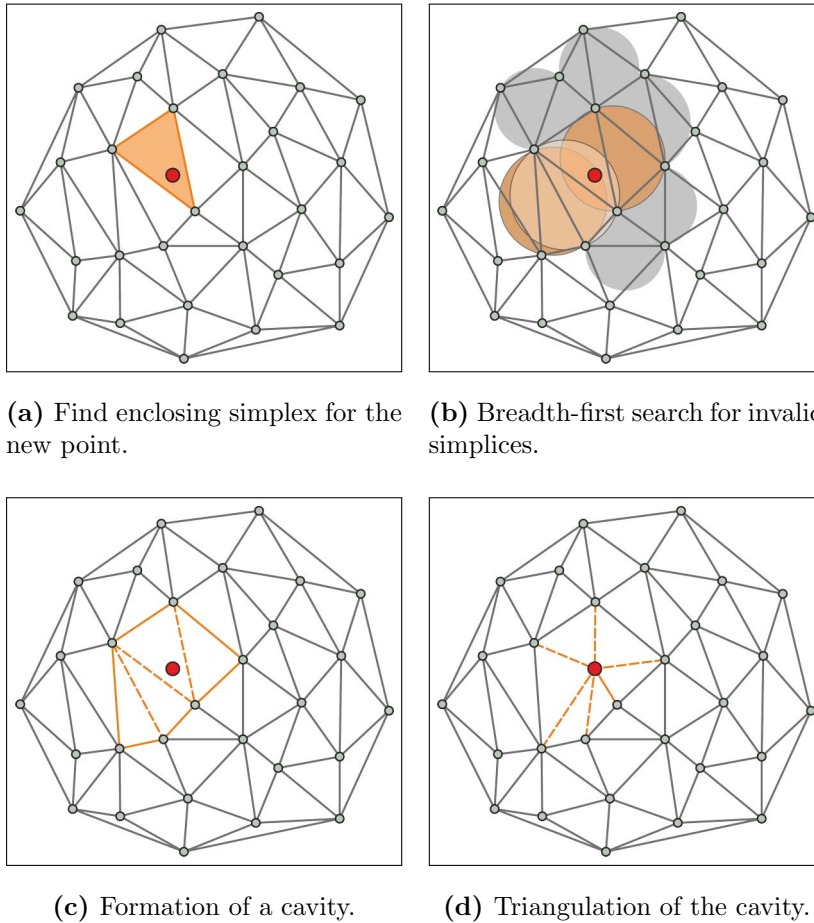 (a) Find enclosing simplex for the
new point.
(b) Breadth-first search for invalid
simplices.
(c) Formation of a cavity.
(d) Triangulation of the cavity.